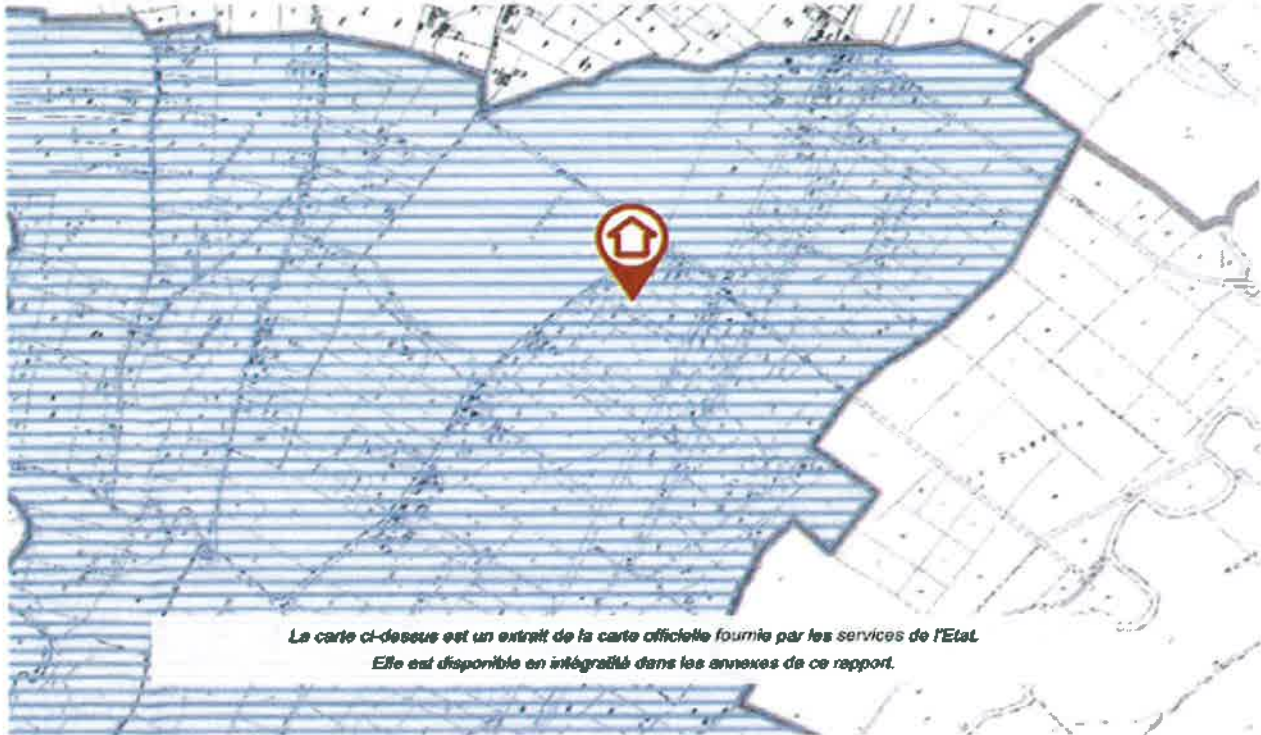 La carte ci-dessus est un extrait de la carte officielle fournie par les services de l'Etat.
Elle est disponible en intégralité dans les annexes de ce rapport.